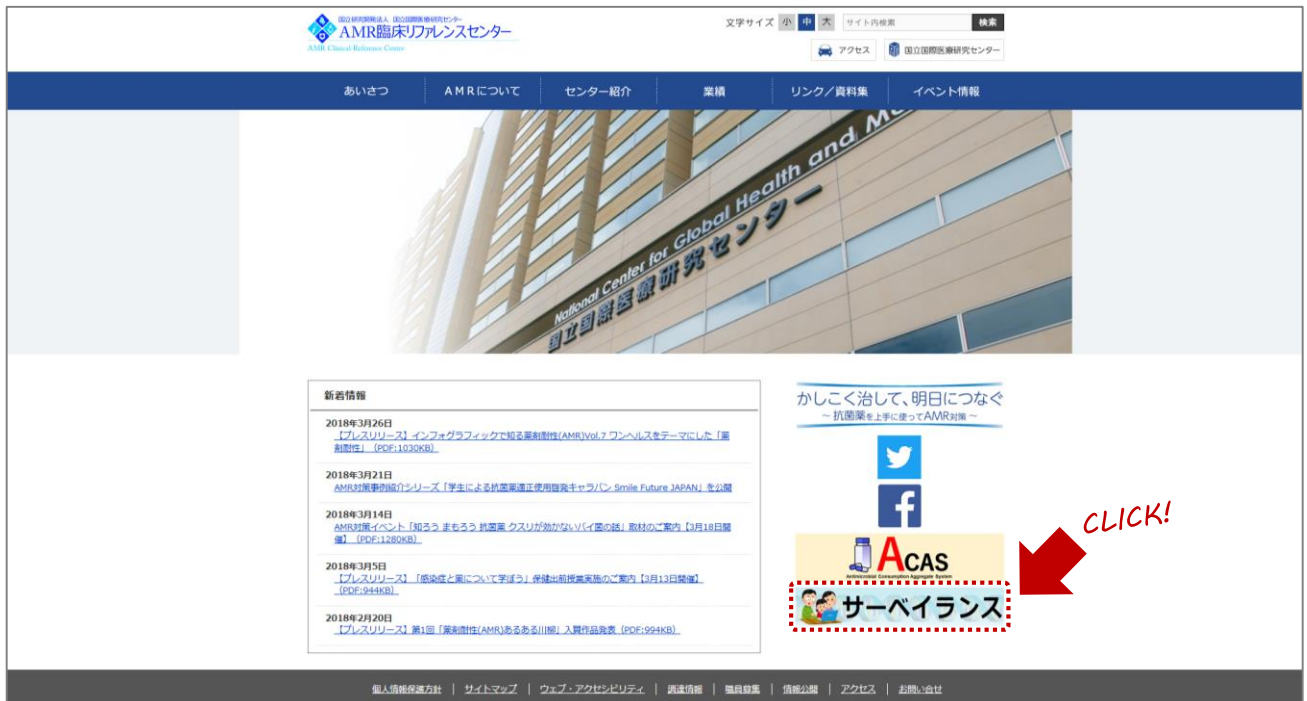 国立研究開発法人 国立国際医療研究センター
AMR臨床リファレンスセンター
AMR Clinical Reference Center
文字サイズ 小 中 大 サイト内検索 検索
アクセス 国立国際医療研究センター
あいさつ AMRについて センター紹介 業績 リンク/資料集 イベント情報
National Center for Global Health and Me
国立国際医療研究センター
新着情報
2018年3月26日
【プレスリリース】インフォグラフィックで知る薬剤耐性(AMR)Vol.7 ワンヘルスをテーマにした「薬
剤耐性」 (PDF:1030KB)
2018年3月21日
AMR対策事例紹介シリーズ「学生による抗菌薬適正使用啓発キャラバン Smile Future JAPAN」を公開
2018年3月14日
AMR対策イベント「知ろう まもろう 抗菌薬 クスリが効かないバイ菌の話」取材のご案内【3月18日開
催】 (PDF:1280KB)
2018年3月5日
【プレスリリース】「感染症と薬について学ぼう」保健出前授業実施のご案内【3月13日開催】
(PDF:944KB)
2018年2月20日
【プレスリリース】第1回「薬剤耐性(AMR)あるある川柳」入賞作品発表 (PDF:994KB)
かしこく治して、明日につなぐ
~ 抗菌薬を上手に使ってAMR対策 ~
ACAS
Antimicrobial Consumption Aggregate System
サーベイランス
CLICK!
個人情報保護方針 | サイトマップ | ウェブ・アクセシビリティ | 調達情報 | 職員募集 | 情報公開 | アクセス | お問い合せ